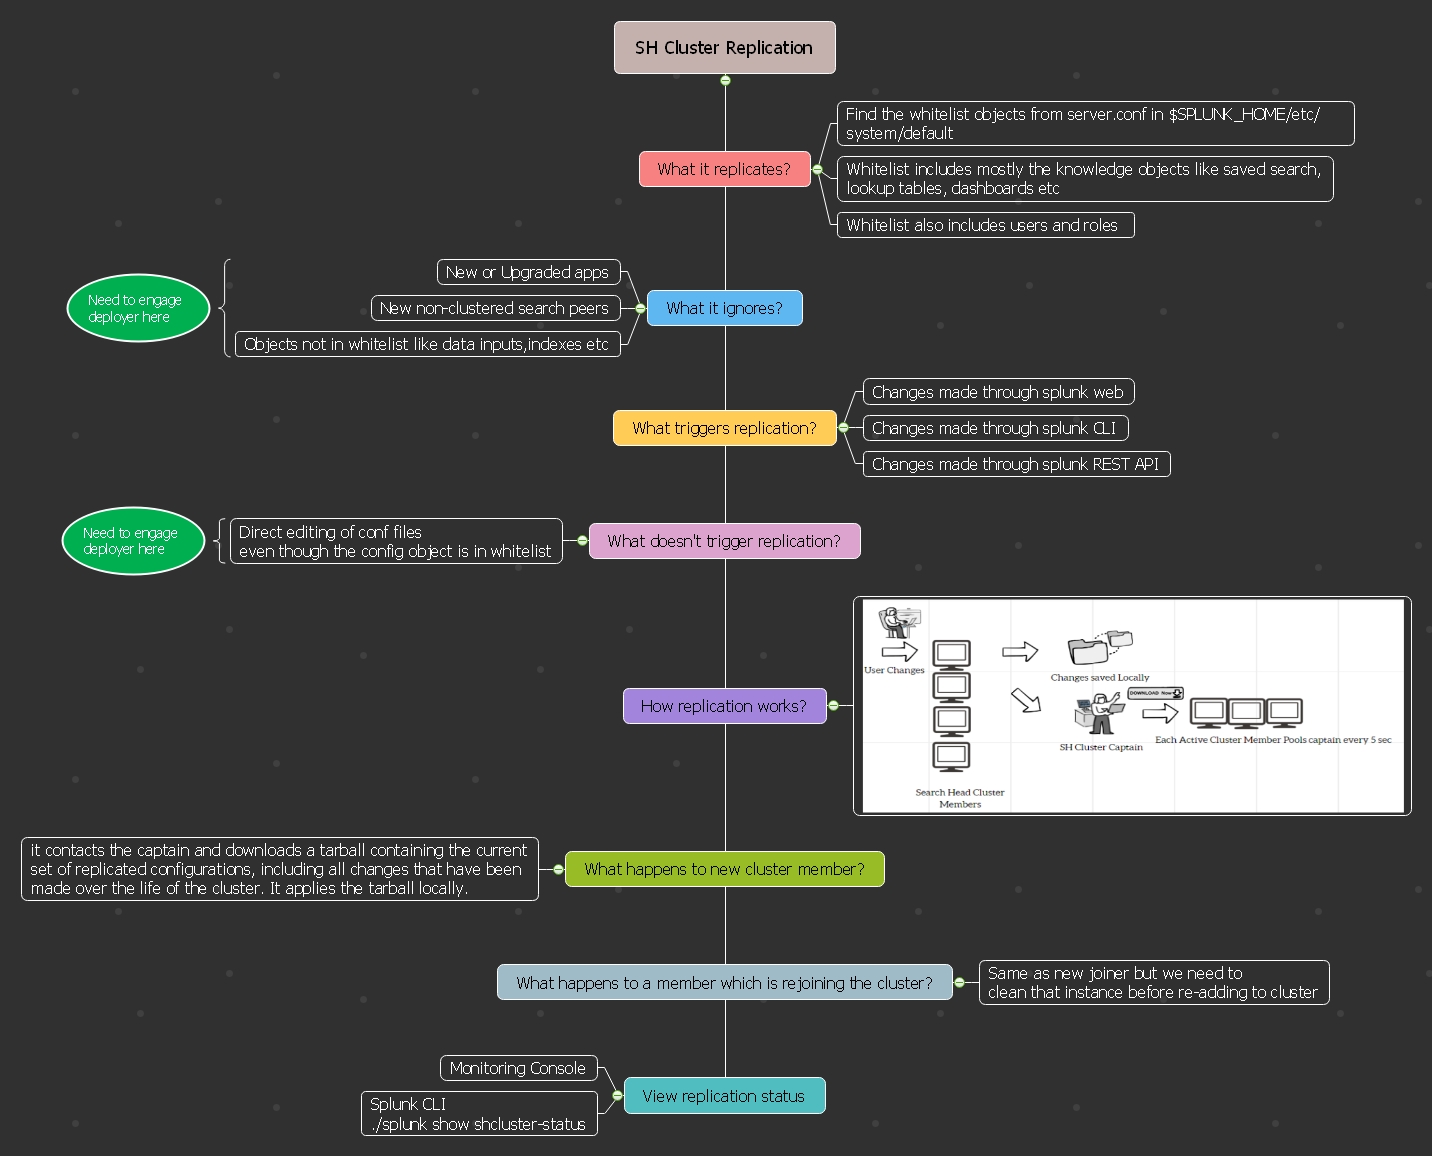 SH Cluster Replication
What it replicates?
Find the whitelist objects from server.conf in $SPLUNK_HOME/etc/
system/default
Whitelist includes mostly the knowledge objects like saved search,
lookup tables, dashboards etc
Whitelist also includes users and roles
What it ignores?
New or Upgraded apps
New non-clustered search peers
Objects not in whitelist like data inputs,indexes etc
Need to engage
deployer here
What triggers replication?
Changes made through splunk web
Changes made through splunk CLI
Changes made through splunk REST API
What doesn't trigger replication?
Direct editing of conf files
even though the config object is in whitelist
Need to engage
deployer here
How replication works?
User Changes
Changes saved Locally
DOWNLOAD Now
SH Cluster Captain
Each Active Cluster Member Pools captain every 5 sec
Search Head Cluster
Members
What happens to new cluster member?
it contacts the captain and downloads a tarball containing the current
set of replicated configurations, including all changes that have been
made over the life of the cluster. It applies the tarball locally.
What happens to a member which is rejoining the cluster?
Same as new joiner but we need to
clean that instance before re-adding to cluster
View replication status
Monitoring Console
Splunk CLI
./splunk show shcluster-status